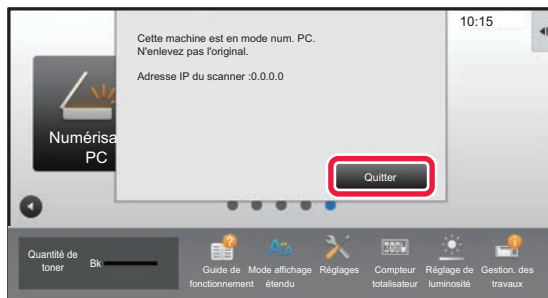 10:15
Cette machine est en mode num. PC.
N'enlevez pas l'original.
Adresse IP du scanner :0.0.0.0
Numérisa
PC
Quitter
Quantité de
toner
Bk
Guide de
fonctionnement
Mode affichage
étendu
Réglages
Compteur
totalisateur
Réglage de
luminosité
Gestion. des
travaux